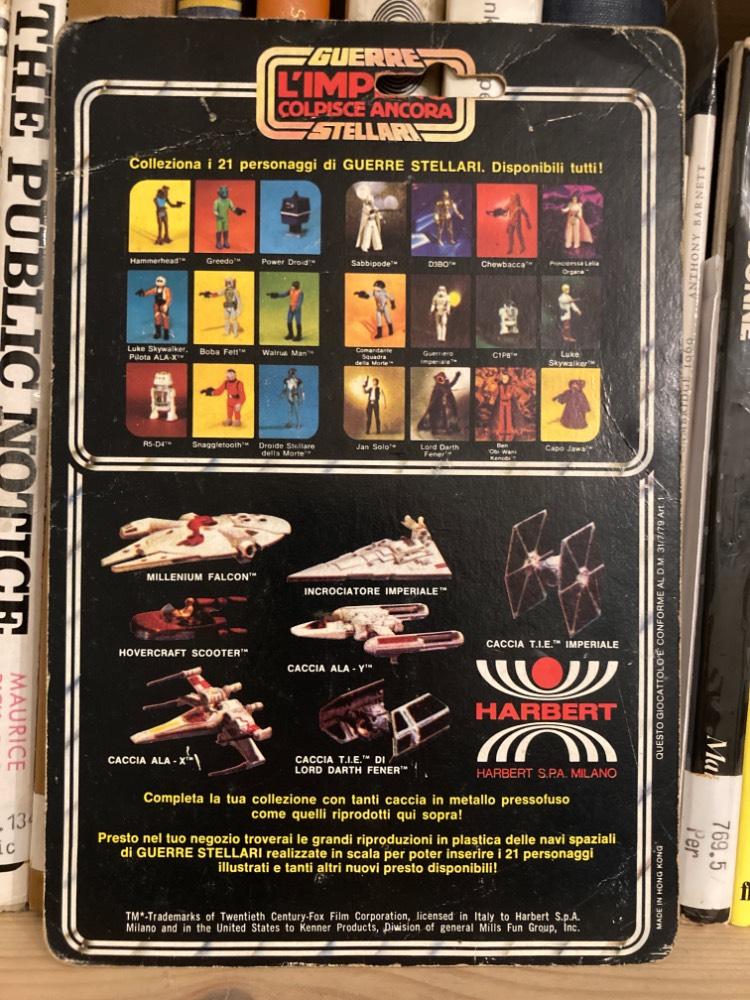 GUERRE
L'IMP
COLPISCE ANCORA
STELLARI
Colleziona i 21 personaggi di GUERRE STELLARI. Disponibili tutti!
Hammerhead™ Greedo™ Power Droid™ Sabbipode™ D3BO™ Chewbacca™ Principessa Leila Organa™
Luke Skywalker, Pilota ALA-X™ Boba Fett™ Walrus Man™ Comandante Squadra della Morte™ Guerriero Imperiale™ C1P8™ Luke Skywalker™
R5-D4™ Snaggletooth™ Droide Stellare della Morte™ Jan Solo™ Lord Darth Fener™ Ben 'Obi-Wan' Kenobi™ Capo Jawa™
MILLENIUM FALCON™
INCROCIATORE IMPERIALE™
CACCIA T.I.E.™ IMPERIALE
HOVERCRAFT SCOOTER™
CACCIA ALA - Y™
CACCIA ALA - X™
CACCIA T.I.E.™ DI
LORD DARTH FENER™
HARBERT
HARBERT S.P.A. MILANO
Completa la tua collezione con tanti caccia in metallo pressofuso
come quelli riprodotti qui sopra!
Presto nel tuo negozio troverai le grandi riproduzioni in plastica delle navi spaziali
di GUERRE STELLARI realizzate in scala per poter inserire i 21 personaggi
illustrati e tanti altri nuovi presto disponibili!
TM*-Trademarks of Twentieth Century-Fox Film Corporation, licensed in Italy to Harbert S.p.A.
Milano and in the United States to Kenner Products, Division of general Mills Fun Group, Inc.
QUESTO GIOCATTOLO E' CONFORME AL D.M. 31/7/79 Art. 1
MADE IN HONG KONG
THE PUBLIC NOTICE
MAURICE
ANTHONY BARNETT
769.5
Per